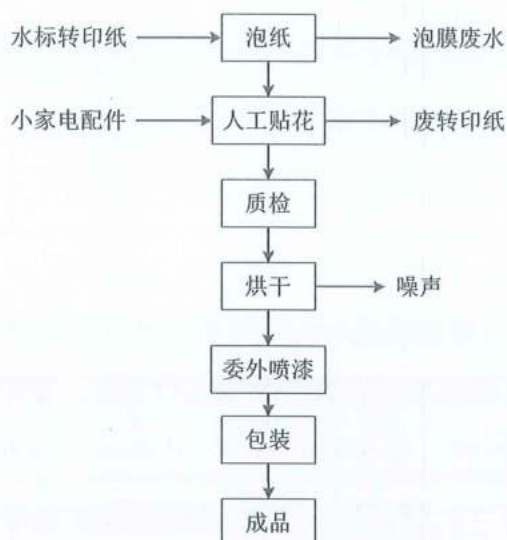 水标转印纸 泡纸 泡膜废水
小家电配件 人工贴花 废转印纸
质检
烘干 噪声
委外喷漆
包装
成品